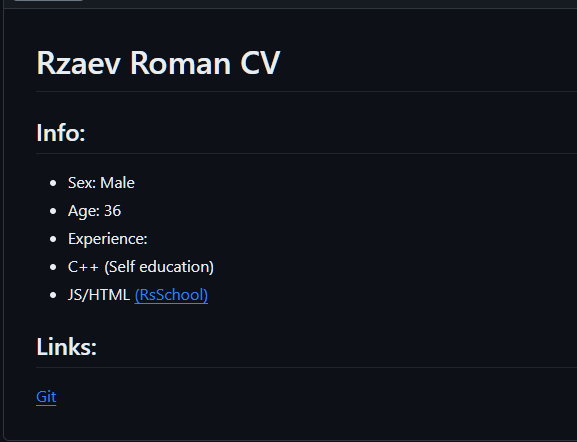 Rzaev Roman CV
Info:
Sex: Male
Age: 36
Experience:
C++ (Self education)
JS/HTML (RsSchool)
Links:
Git